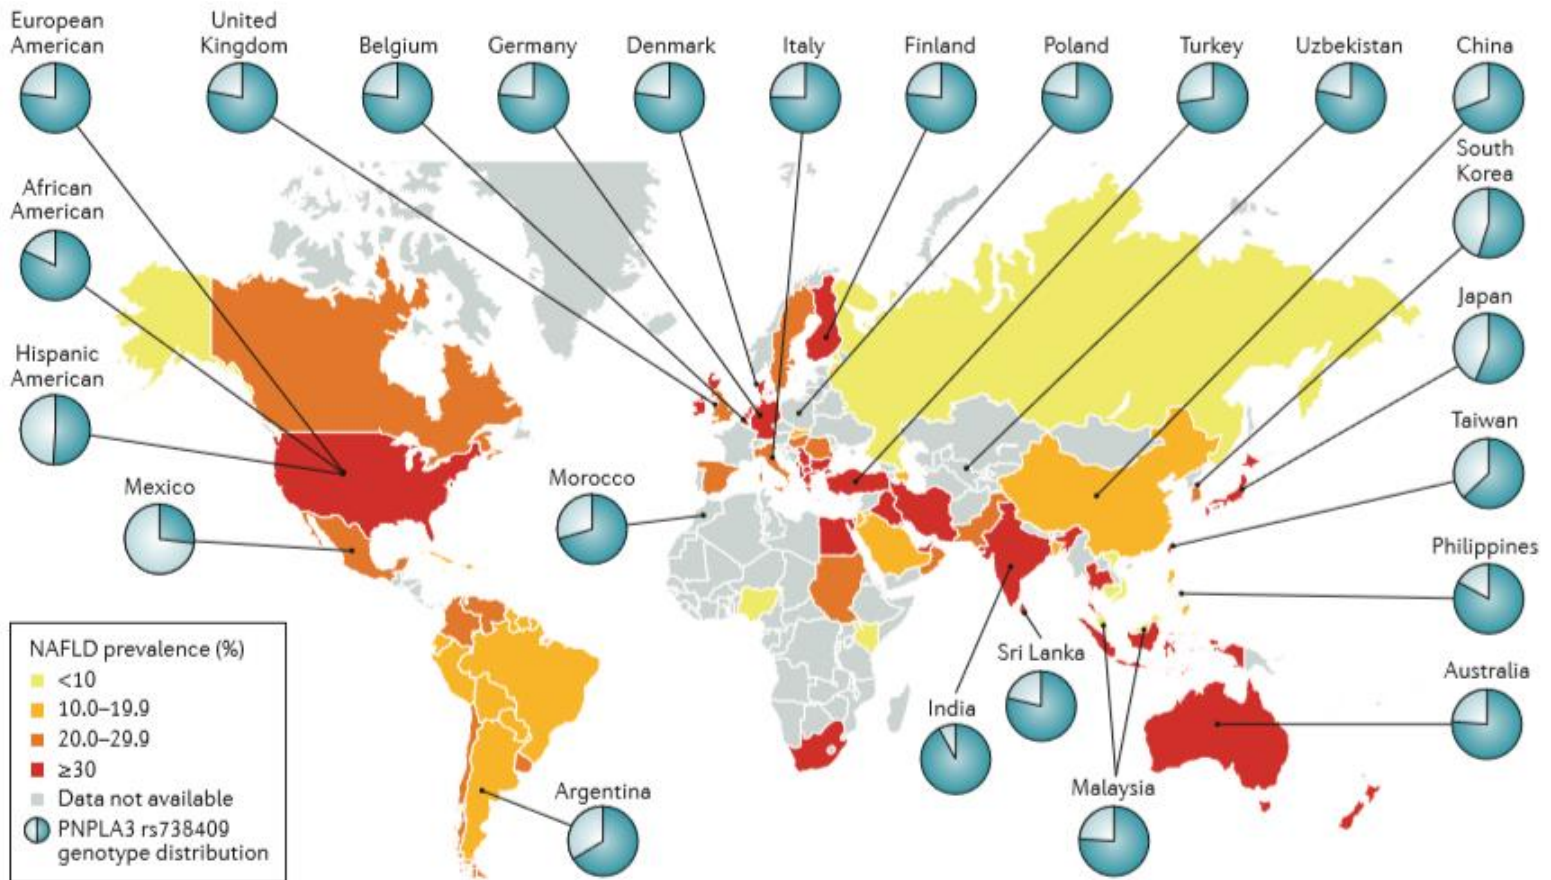 European
American
United
Kingdom
Belgium
Germany
Denmark
Italy
Finland
Poland
Turkey
Uzbekistan
China
African
American
South
Korea
Hispanic
American
Japan
Mexico
Morocco
Taiwan
Philippines
Sri Lanka
India
Australia
Malaysia
Argentina
NAFLD prevalence (%)
<10
10.0–19.9
20.0–29.9
≥30
Data not available
PNPLA3 rs738409
genotype distribution